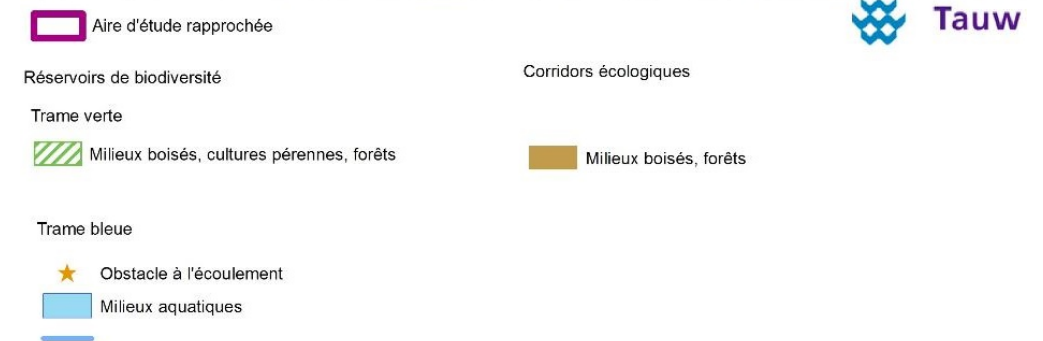 Aire d'étude rapprochée
Tauw
Réservoirs de biodiversité
Corridors écologiques
Trame verte
Milieux boisés, cultures pérennes, forêts
Milieux boisés, forêts
Trame bleue
Obstacle à l'écoulement
Milieux aquatiques